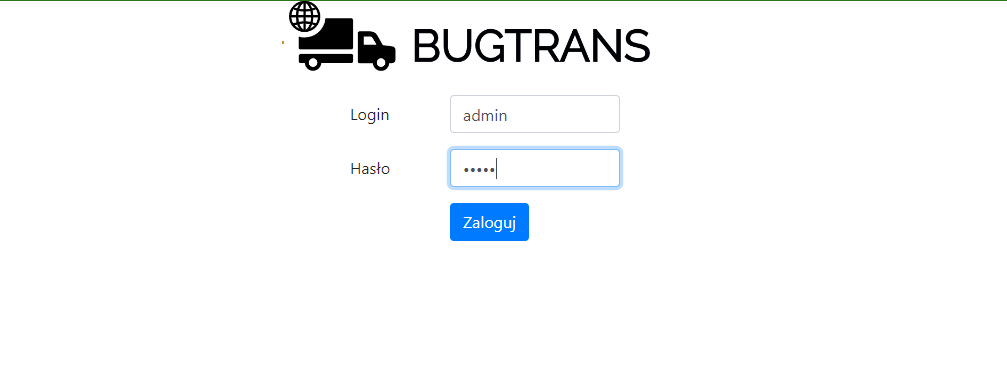 BUGTRANS
Login
admin
Hasło
•••••
Zaloguj